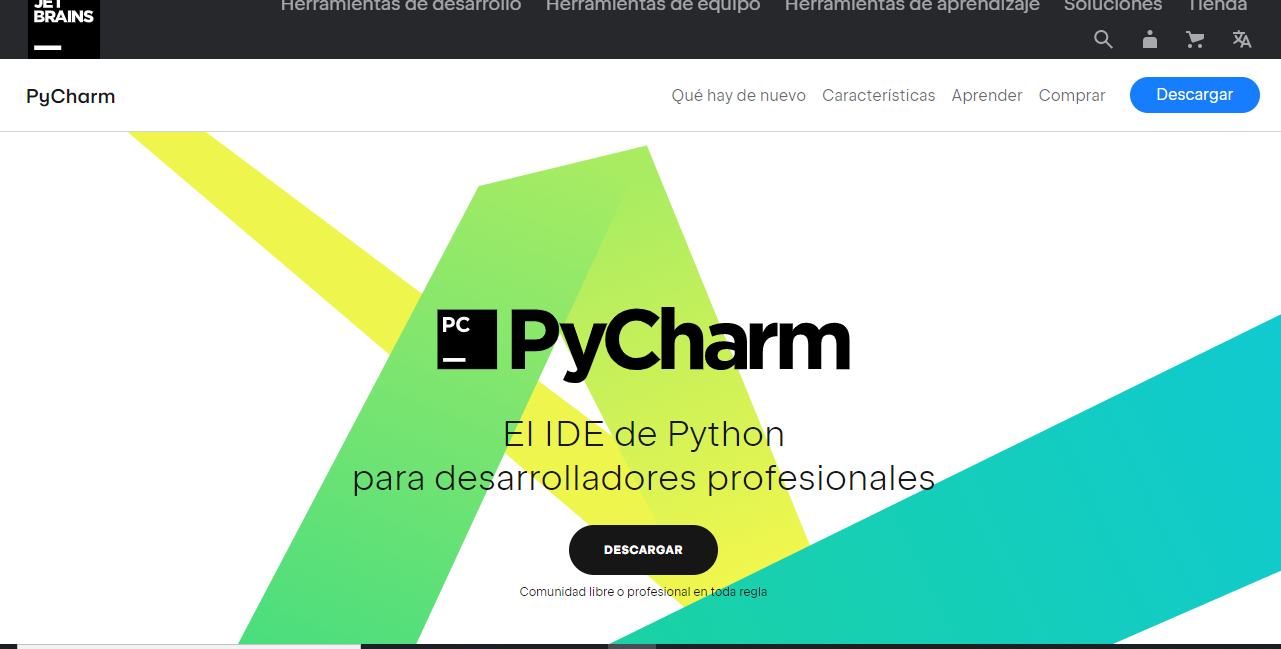 JET
BRAINS
Herramientas de desarrollo Herramientas de equipo Herramientas de aprendizaje Soluciones Tienda
PyCharm Qué hay de nuevo Características Aprender Comprar Descargar
PC PyCharm
El IDE de Python
para desarrolladores profesionales
DESCARGAR
Comunidad libre o profesional en toda regla